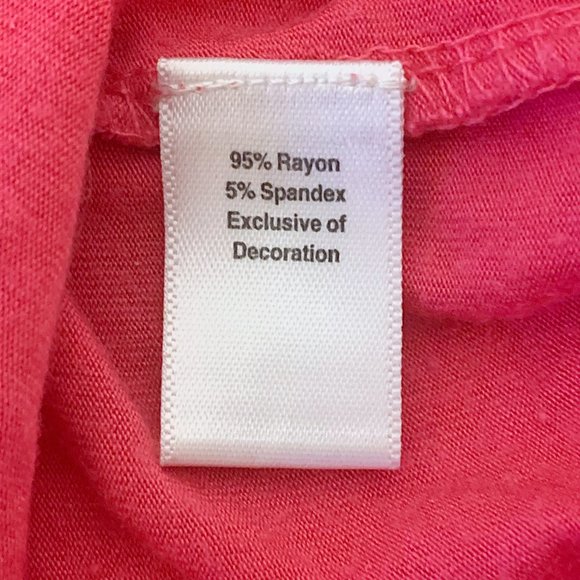 95% Rayon
5% Spandex
Exclusive of
Decoration